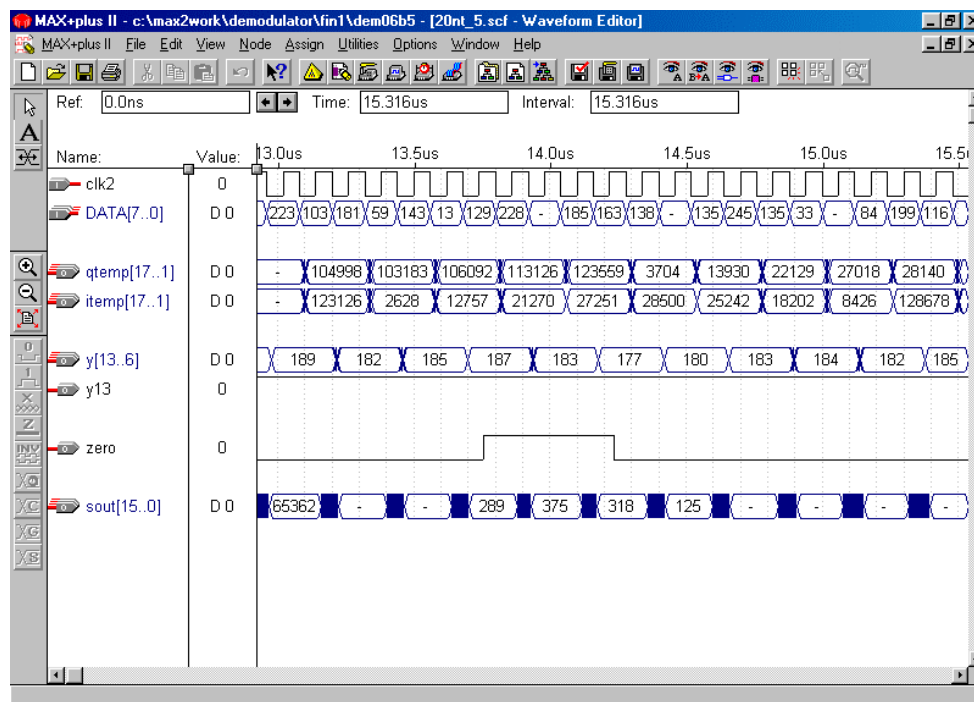 MAX+plus II - c:\max2work\demodulator\fin1\dem06b5 - [20nt_5.scf - Waveform Editor]
MAX+plus II File Edit View Node Assign Utilities Options Window Help
Ref: 0.0ns Time: 15.316us Interval: 15.316us
Name: Value: 13.0us 13.5us 14.0us 14.5us 15.0us 15.5
clk2 0
DATA[7..0] D 0 223 103 181 59 143 13 129 228 - 185 163 138 - 135 245 135 33 - 84 199 116
qtemp[17..1] D 0 - 104998 103183 106092 113126 123559 3704 13930 22129 27018 28140
itemp[17..1] D 0 - 123126 2628 12757 21270 27251 28500 25242 18202 8426 128678
y[13..6] D 0 189 182 185 187 183 177 180 183 184 182 185
y13 0
zero 0
sout[15..0] D 0 65362 - - 289 375 318 125 - - - -